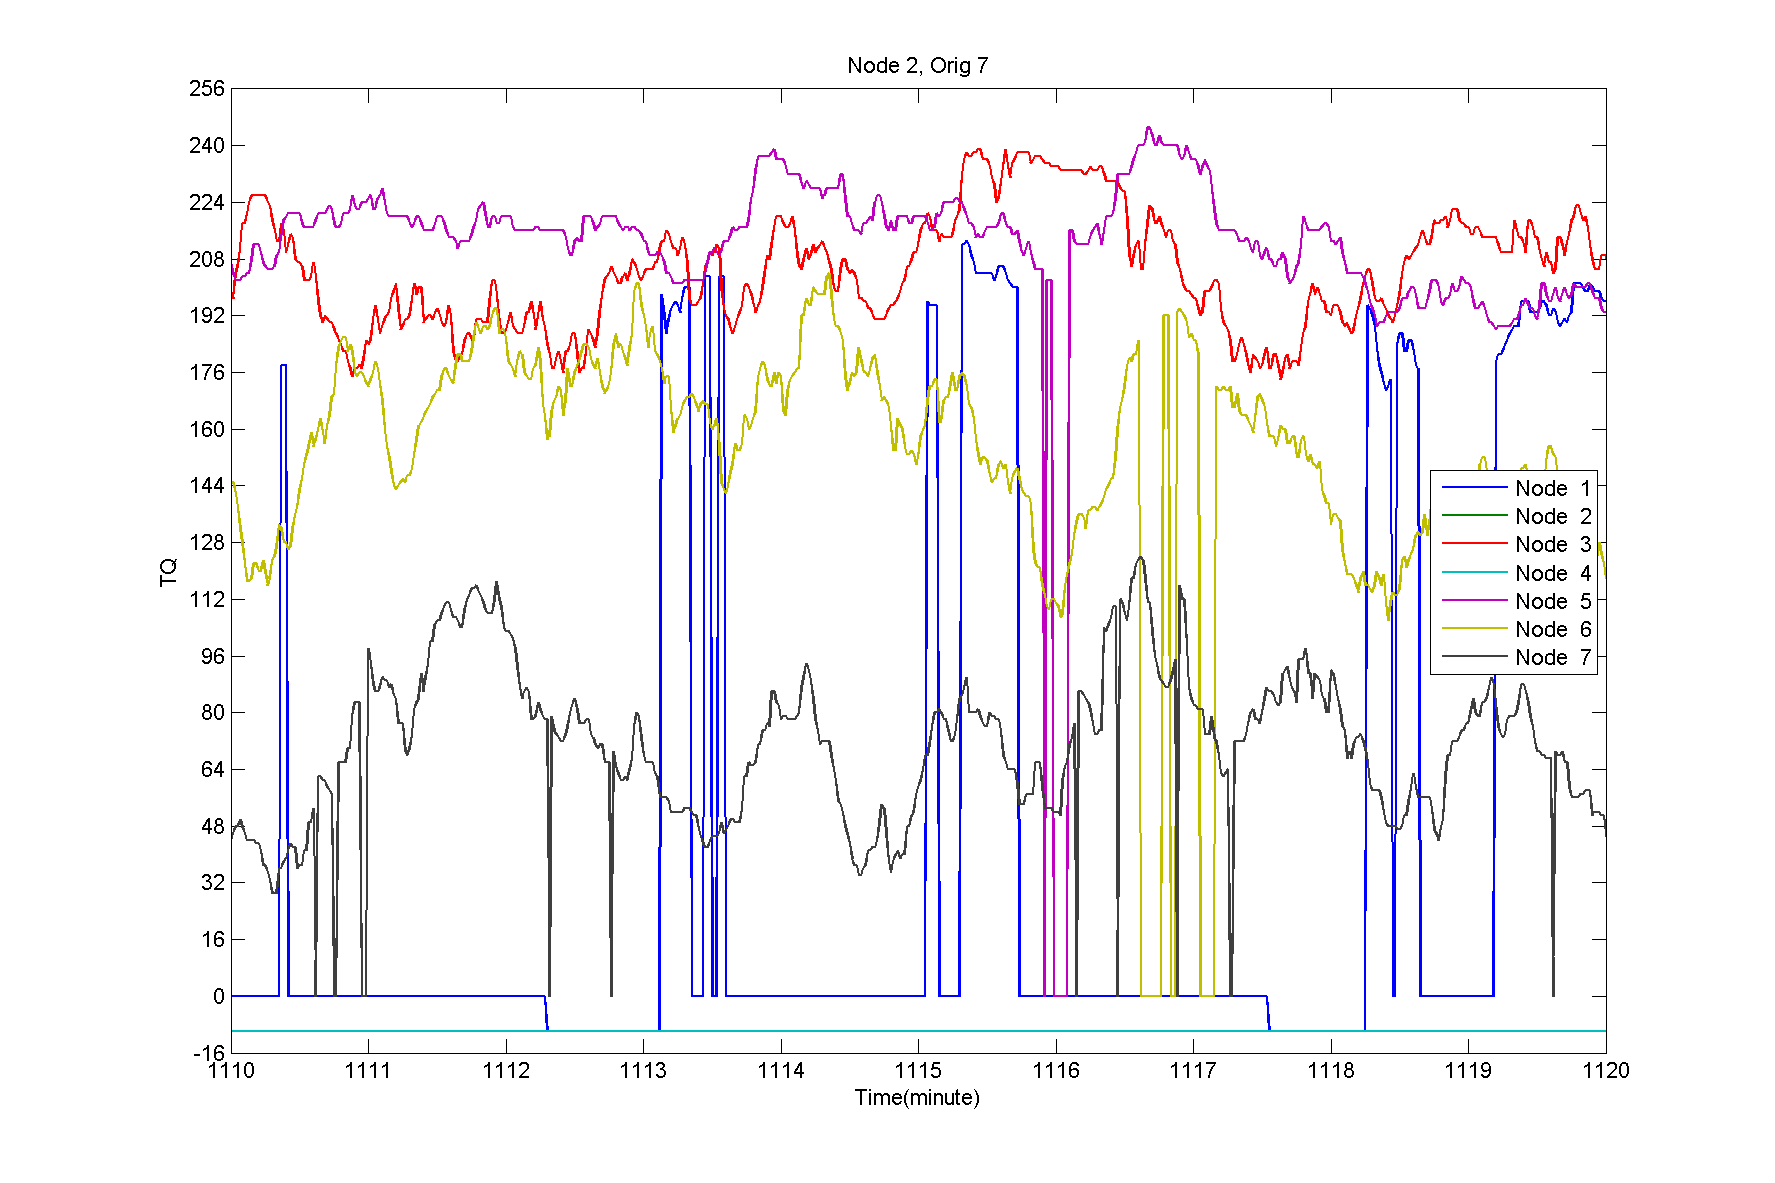 Node 2, Orig 7
256
240
224
208
192
176
160
144
128
112
96
80
64
48
32
16
0
-16
TQ
Node 1
Node 2
Node 3
Node 4
Node 5
Node 6
Node 7
1110 1111 1112 1113 1114 1115 1116 1117 1118 1119 1120
Time(minute)